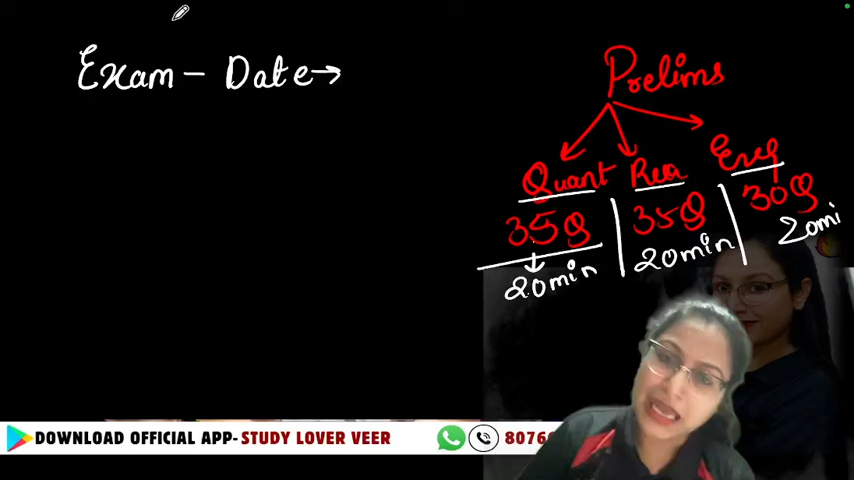 Exam - Date →
Prelims
Quant Rea Eng
35Q 35Q 30Q
20min 20min 20mi
DOWNLOAD OFFICIAL APP- STUDY LOVER VEER 8076